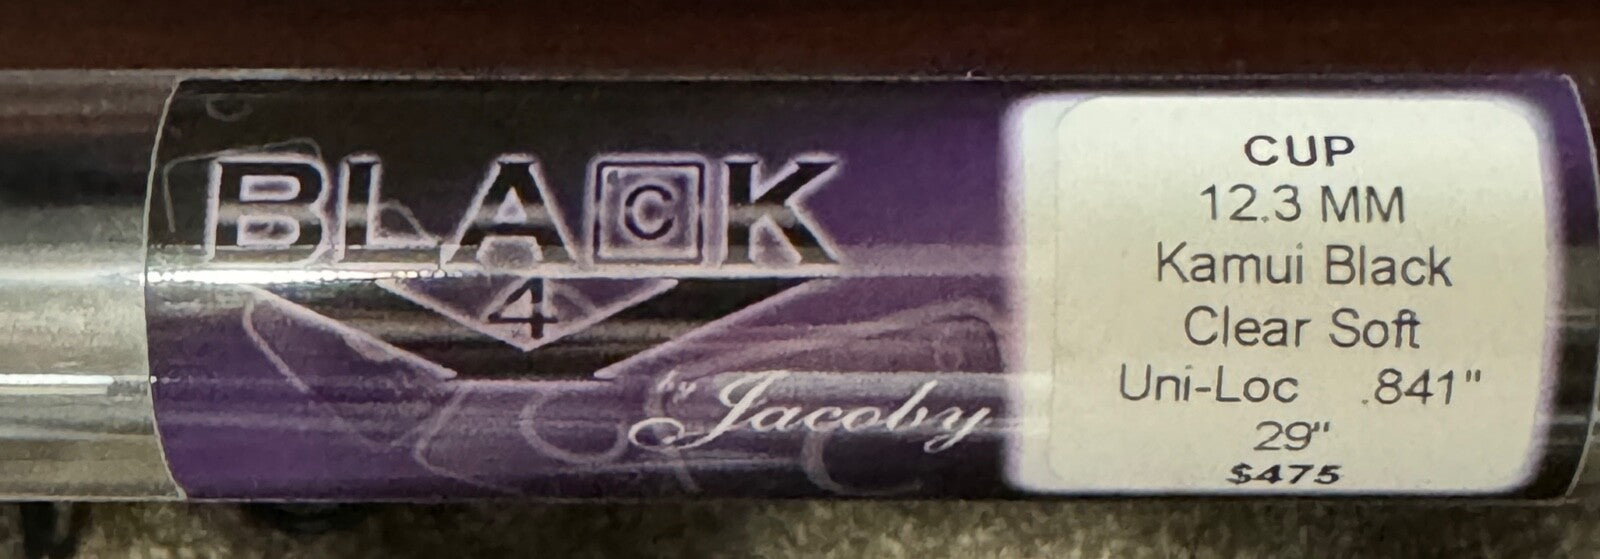 BLACK
4
by Jacoby
CUP
12.3 MM
Kamui Black
Clear Soft
Uni-Loc .841"
29"
$475